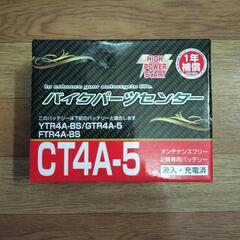 HIGH
POWER
START
1年
補償
to enhance your motorcycle life.
バイクパーツセンター
このバッテリーは下記のバッテリーと適合します
YTR4A-BS/GTR4A-5
FTR4A-BS
CT4A-5
メンテナンスフリー
2輪専用バッテリー
液入・充電済